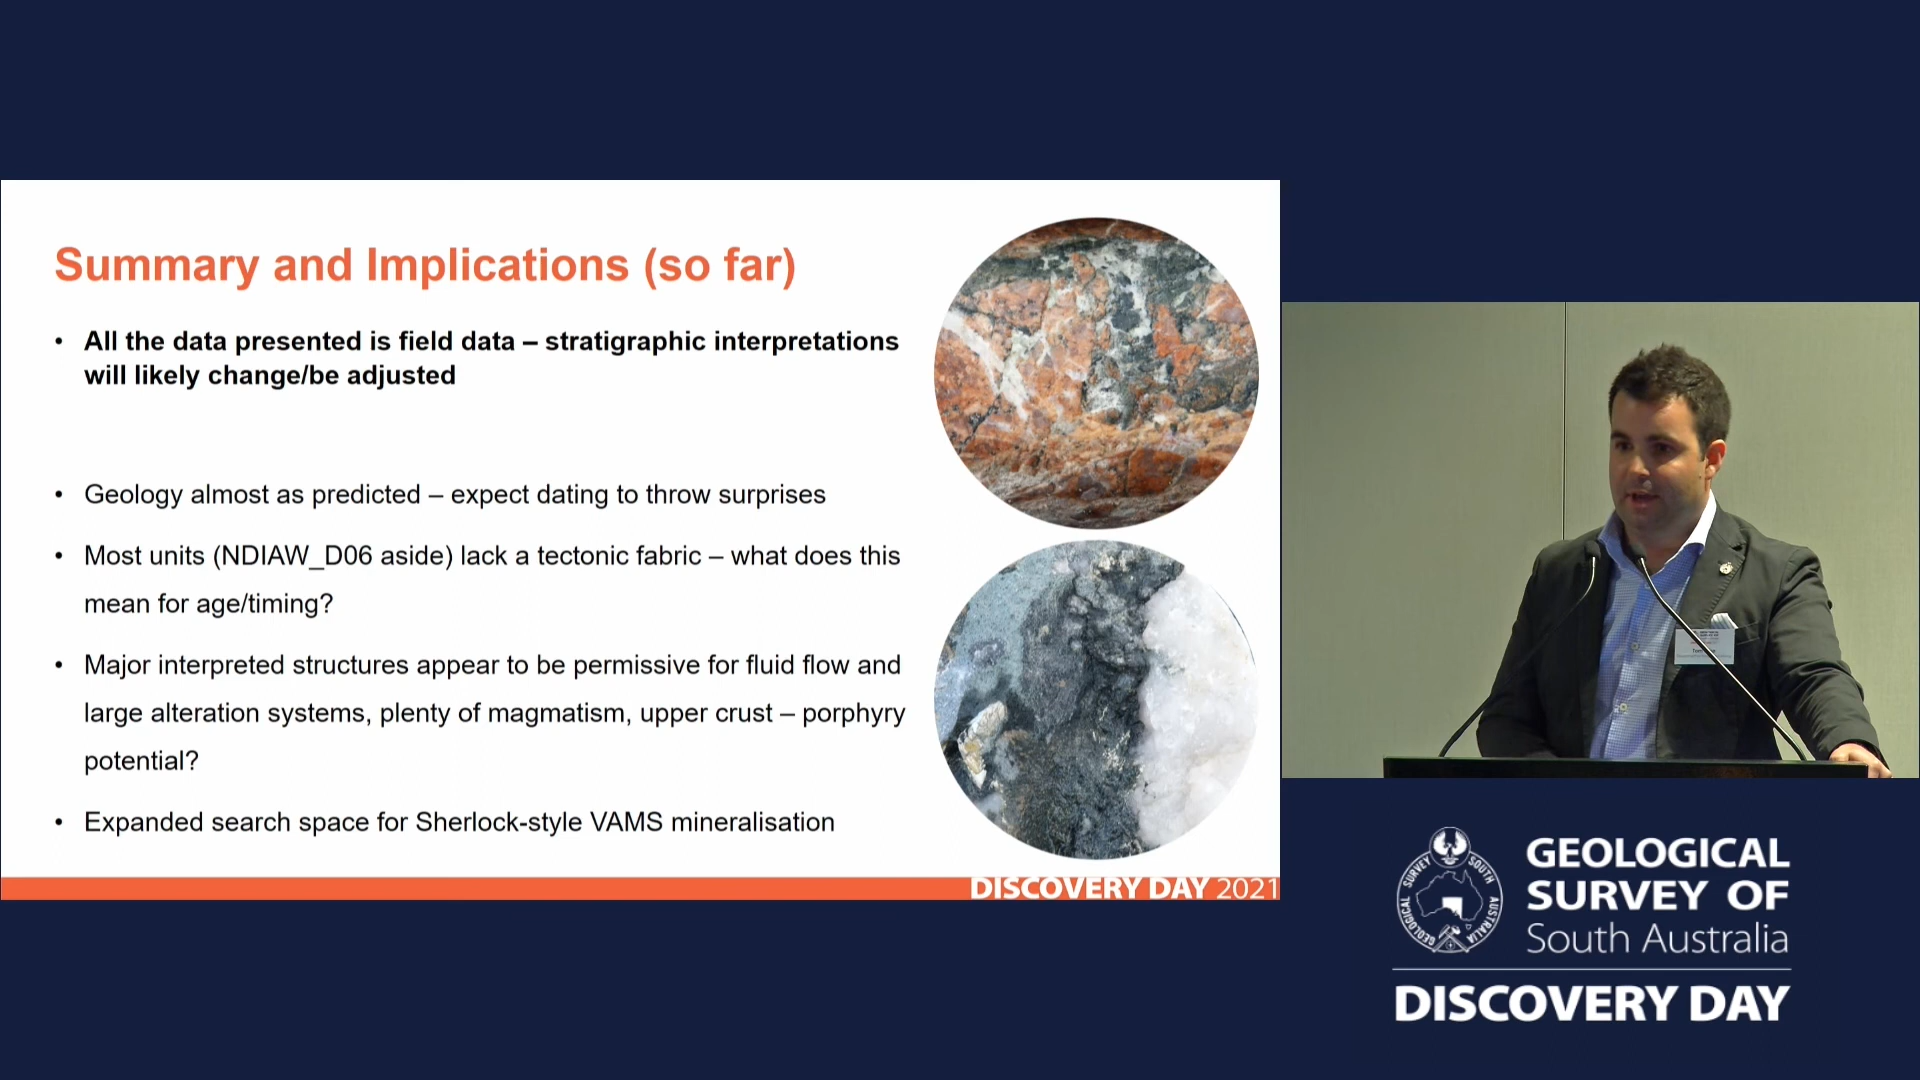 Summary and Implications (so far)
• All the data presented is field data – stratigraphic interpretations
will likely change/be adjusted
• Geology almost as predicted – expect dating to throw surprises
• Most units (NDIAW_D06 aside) lack a tectonic fabric – what does this
mean for age/timing?
• Major interpreted structures appear to be permissive for fluid flow and
large alteration systems, plenty of magmatism, upper crust – porphyry
potential?
• Expanded search space for Sherlock-style VAMS mineralisation
DISCOVERY DAY 2021
GEOLOGICAL SURVEY SOUTH AUSTRALIA
GEOLOGICAL
SURVEY OF
South Australia
DISCOVERY DAY